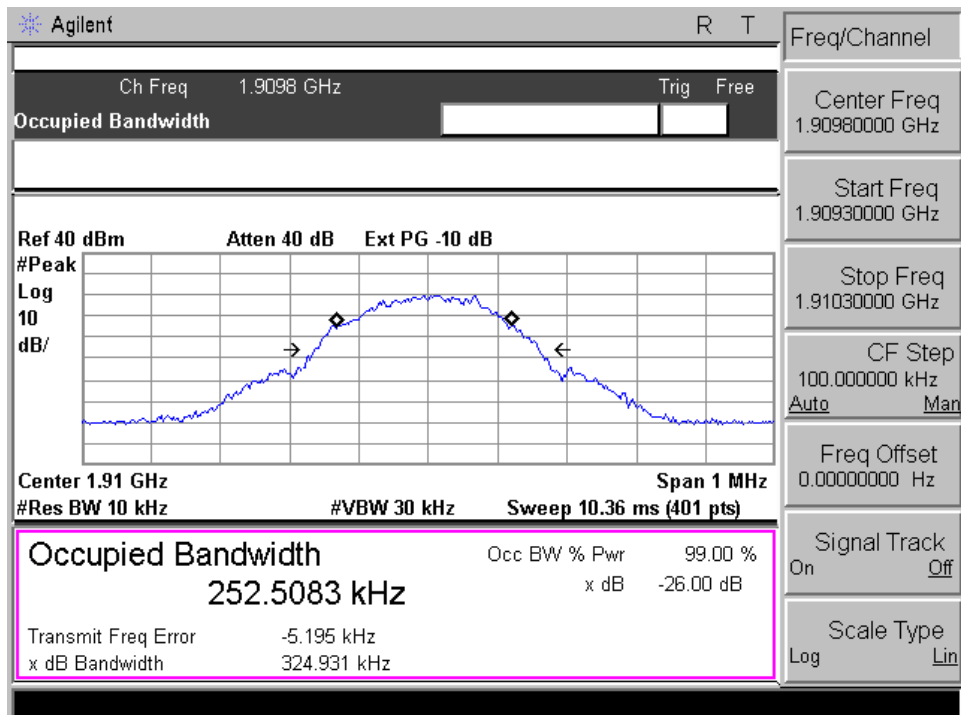 Agilent R T
Ch Freq 1.9098 GHz Trig Free
Occupied Bandwidth
Ref 40 dBm Atten 40 dB Ext PG -10 dB
#Peak
Log
10
dB/
Center 1.91 GHz Span 1 MHz
#Res BW 10 kHz #VBW 30 kHz Sweep 10.36 ms (401 pts)
Occupied Bandwidth Occ BW % Pwr 99.00 %
252.5083 kHz x dB -26.00 dB
Transmit Freq Error -5.195 kHz
x dB Bandwidth 324.931 kHz
Freq/Channel
Center Freq
1.90980000 GHz
Start Freq
1.90930000 GHz
Stop Freq
1.91030000 GHz
CF Step
100.000000 kHz
Auto Man
Freq Offset
0.00000000 Hz
Signal Track
On Off
Scale Type
Log Lin